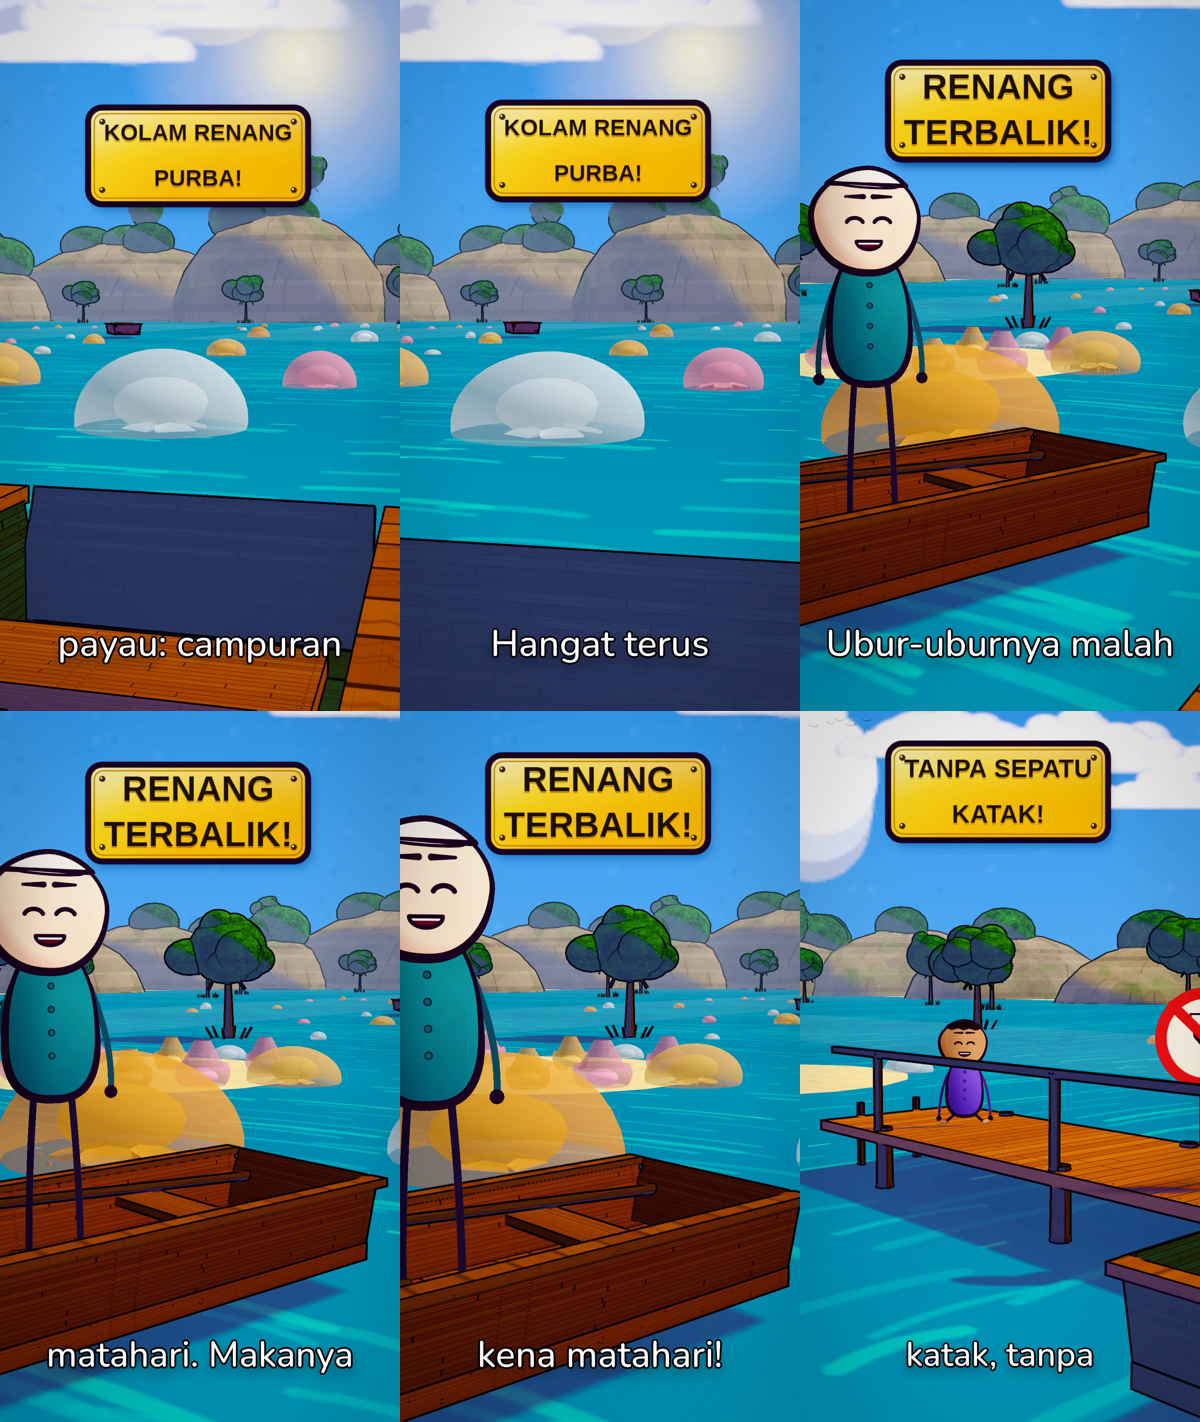 KOLAM RENANG
PURBA!
payau: campuran
KOLAM RENANG
PURBA!
Hangat terus
RENANG
TERBALIK!
Ubur-uburnya malah
RENANG
TERBALIK!
matahari. Makanya
RENANG
TERBALIK!
kena matahari!
TANPA SEPATU
KATAK!
katak, tanpa